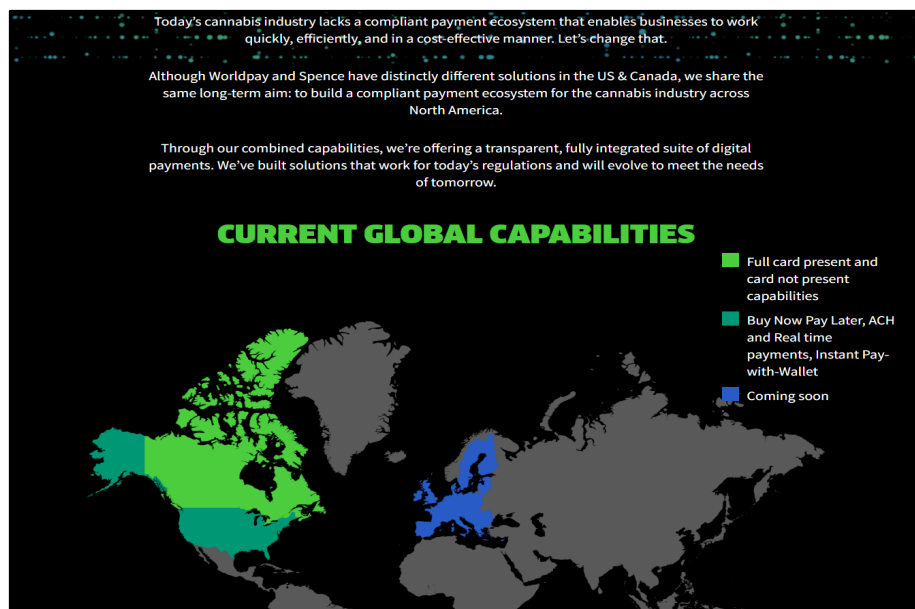 Today's cannabis industry lacks a compliant payment ecosystem that enables businesses to work
quickly, efficiently, and in a cost-effective manner. Let's change that.
Although Worldpay and Spence have distinctly different solutions in the US & Canada, we share the
same long-term aim: to build a compliant payment ecosystem for the cannabis industry across
North America.
Through our combined capabilities, we're offering a transparent, fully integrated suite of digital
payments. We've built solutions that work for today's regulations and will evolve to meet the needs
of tomorrow.
CURRENT GLOBAL CAPABILITIES
Full card present and
card not present
capabilities
Buy Now Pay Later, ACH
and Real time
payments, Instant Pay-
with-Wallet
Coming soon